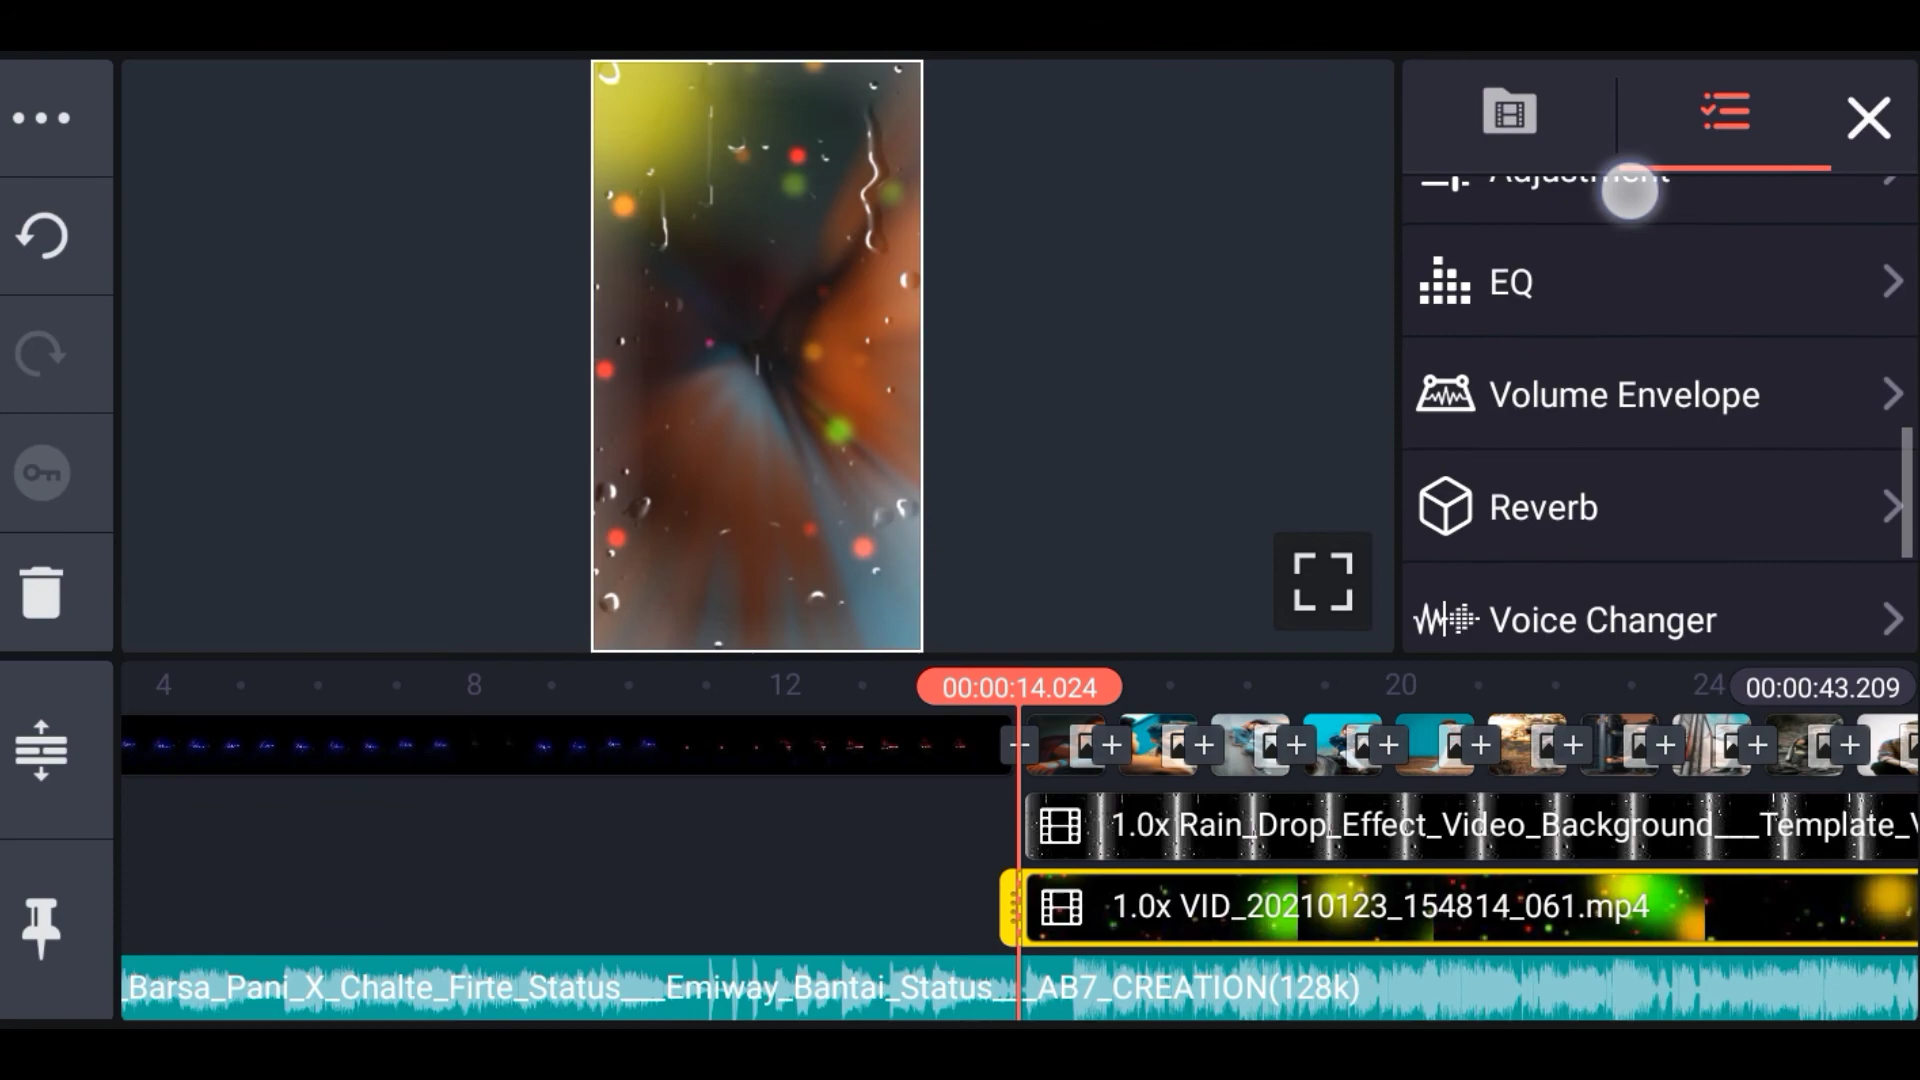 Adjustment
EQ
Volume Envelope
Reverb
Voice Changer
4
8
12
00:00:14.024
20
24
00:00:43.209
1.0x Rain_Drop_Effect_Video_Background___Template_V
1.0x VID_20210123_154814_061.mp4
_Barsa_Pani_X_Chalte_Firte_Status___Emiway_Bantai_Status___AB7_CREATION(128k)